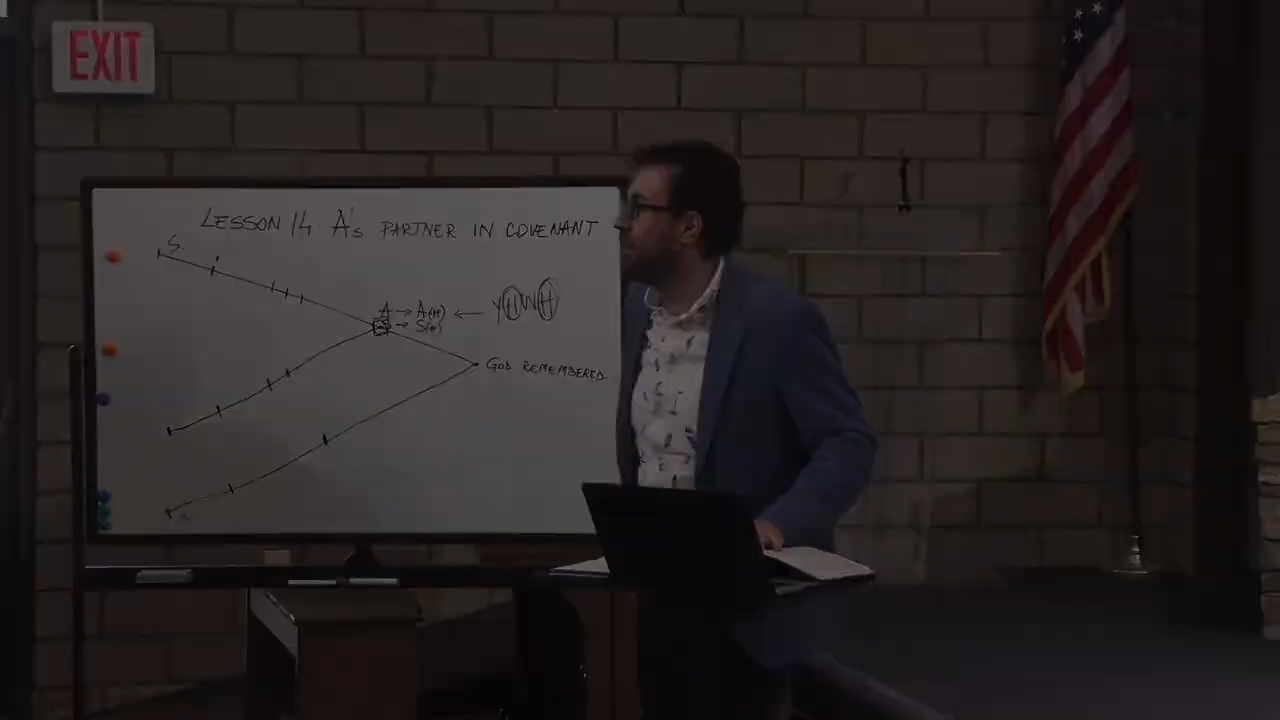 EXIT
LESSON 14 A's PARTNER IN COVENANT
S.
A → A(H) ← YHWH
→ S(e)
GOD REMEMBERED